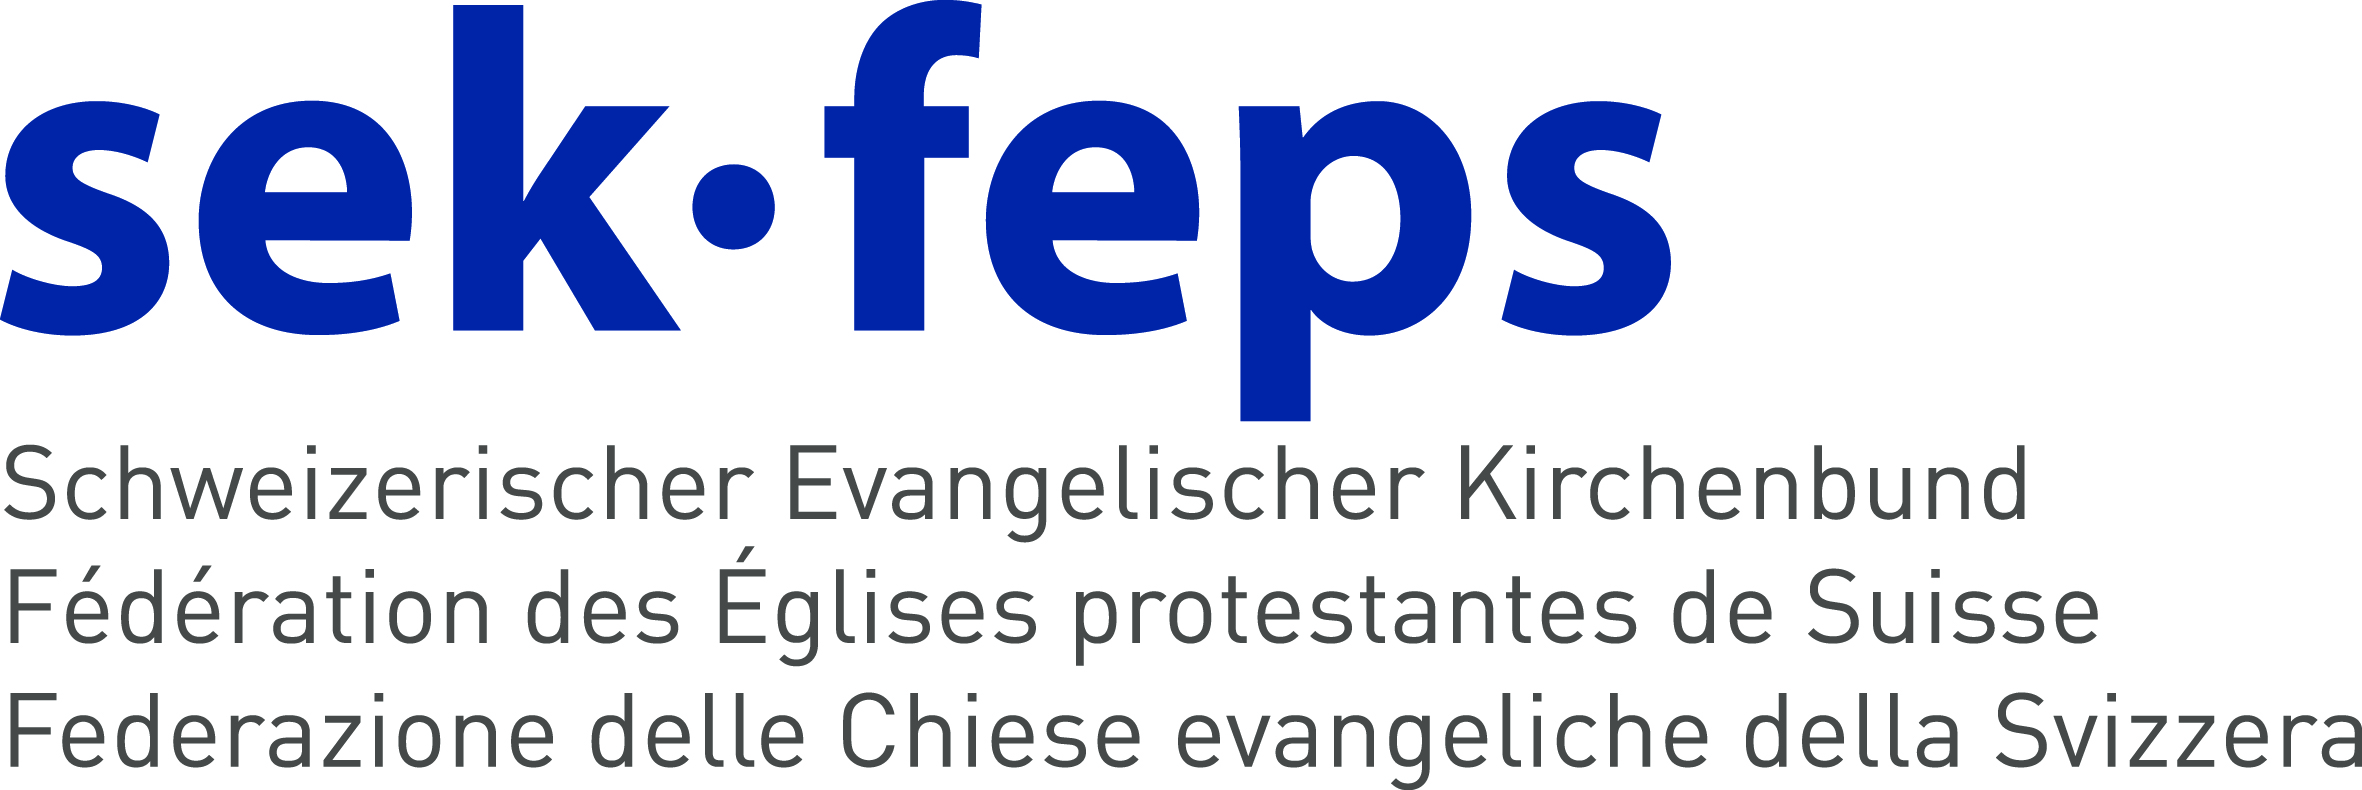 sek·feps
Schweizerischer Evangelischer Kirchenbund
Fédération des Églises protestantes de Suisse
Federazione delle Chiese evangeliche della Svizzera